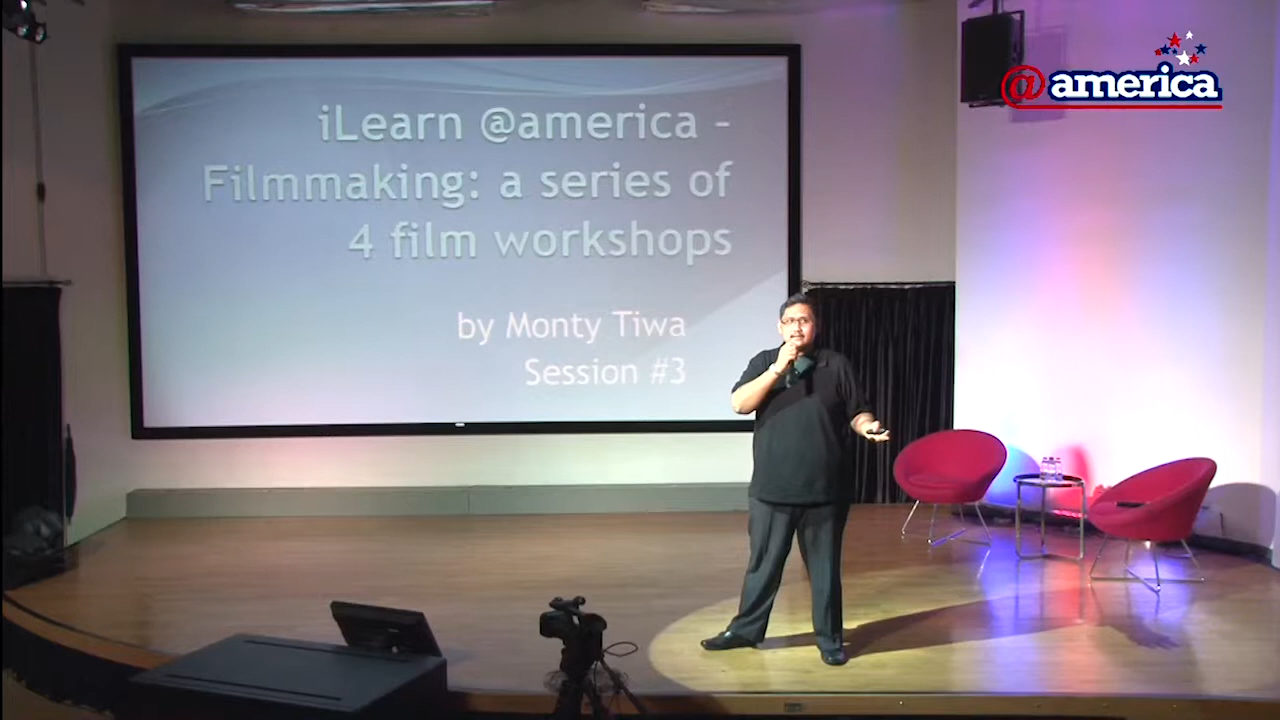 iLearn @america –
Filmmaking: a series of
4 film workshops
by Monty Tiwa
Session #3
@america